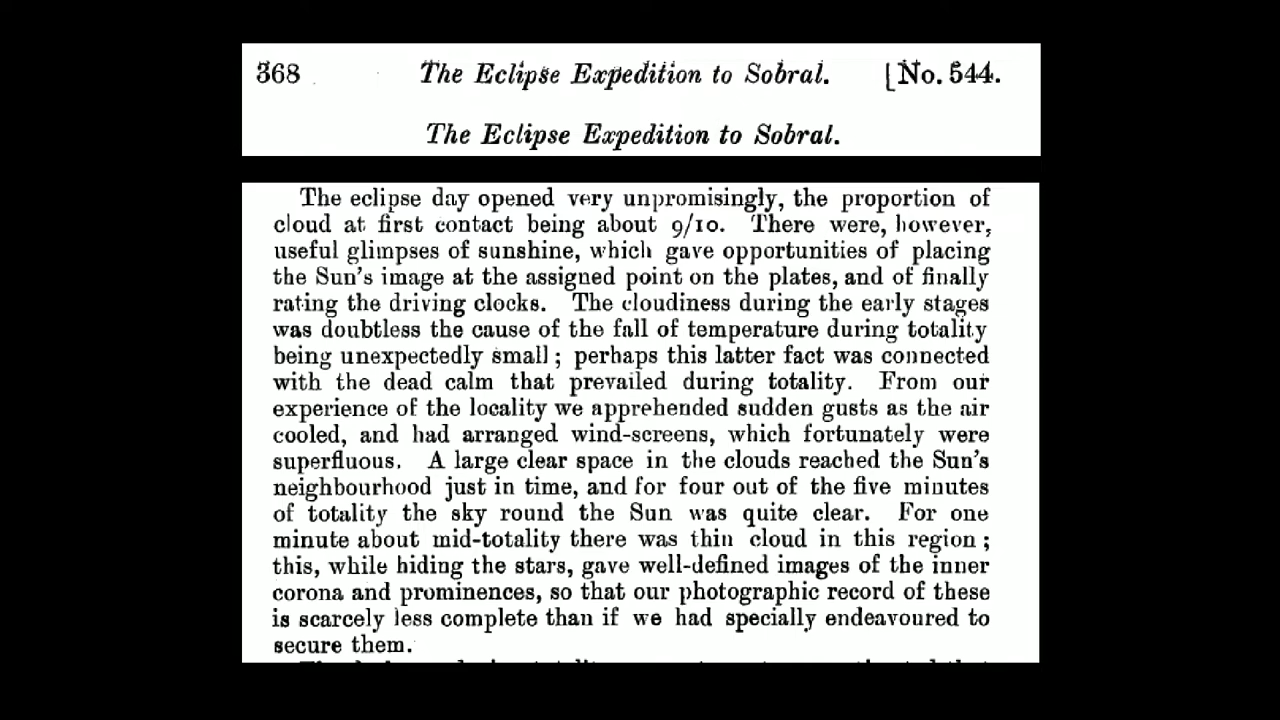 368 The Eclipse Expedition to Sobral. [No. 544.
The Eclipse Expedition to Sobral.
The eclipse day opened very unpromisingly, the proportion of
cloud at first contact being about 9/10. There were, however,
useful glimpses of sunshine, which gave opportunities of placing
the Sun's image at the assigned point on the plates, and of finally
rating the driving clocks. The cloudiness during the early stages
was doubtless the cause of the fall of temperature during totality
being unexpectedly small; perhaps this latter fact was connected
with the dead calm that prevailed during totality. From our
experience of the locality we apprehended sudden gusts as the air
cooled, and had arranged wind-screens, which fortunately were
superfluous. A large clear space in the clouds reached the Sun's
neighbourhood just in time, and for four out of the five minutes
of totality the sky round the Sun was quite clear. For one
minute about mid-totality there was thin cloud in this region;
this, while hiding the stars, gave well-defined images of the inner
corona and prominences, so that our photographic record of these
is scarcely less complete than if we had specially endeavoured to
secure them.